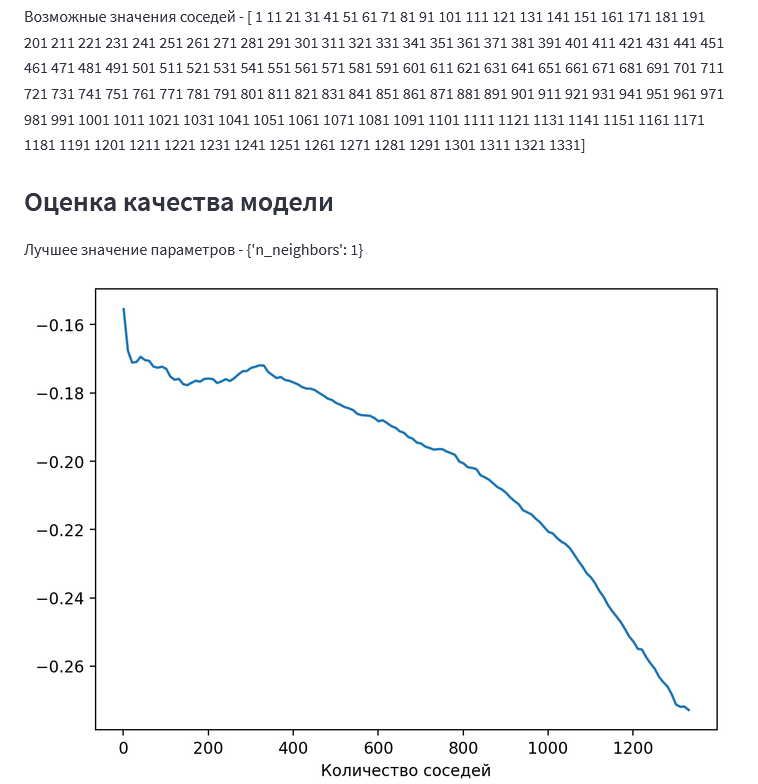 Возможные значения соседей - [ 1 11 21 31 41 51 61 71 81 91 101 111 121 131 141 151 161 171 181 191
201 211 221 231 241 251 261 271 281 291 301 311 321 331 341 351 361 371 381 391 401 411 421 431 441 451
461 471 481 491 501 511 521 531 541 551 561 571 581 591 601 611 621 631 641 651 661 671 681 691 701 711
721 731 741 751 761 771 781 791 801 811 821 831 841 851 861 871 881 891 901 911 921 931 941 951 961 971
981 991 1001 1011 1021 1031 1041 1051 1061 1071 1081 1091 1101 1111 1121 1131 1141 1151 1161 1171
1181 1191 1201 1211 1221 1231 1241 1251 1261 1271 1281 1291 1301 1311 1321 1331]
Оценка качества модели
Лучшее значение параметров - {'n_neighbors': 1}
−0.16
−0.18
−0.20
−0.22
−0.24
−0.26
0 200 400 600 800 1000 1200
Количество соседей